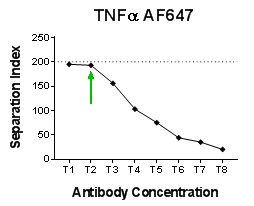 TNFα AF647
Separation Index
250
200
150
100
50
0
T1 T2 T3 T4 T5 T6 T7 T8
Antibody Concentration